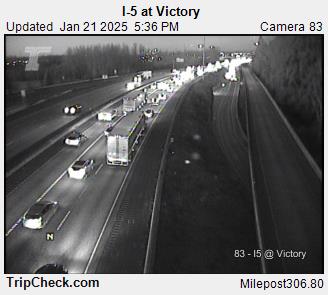 I-5 at Victory
Updated Jan 21 2025 5:36 PM Camera 83
T
N
83 - I5 @ Victory
TripCheck.com Milepost306.80